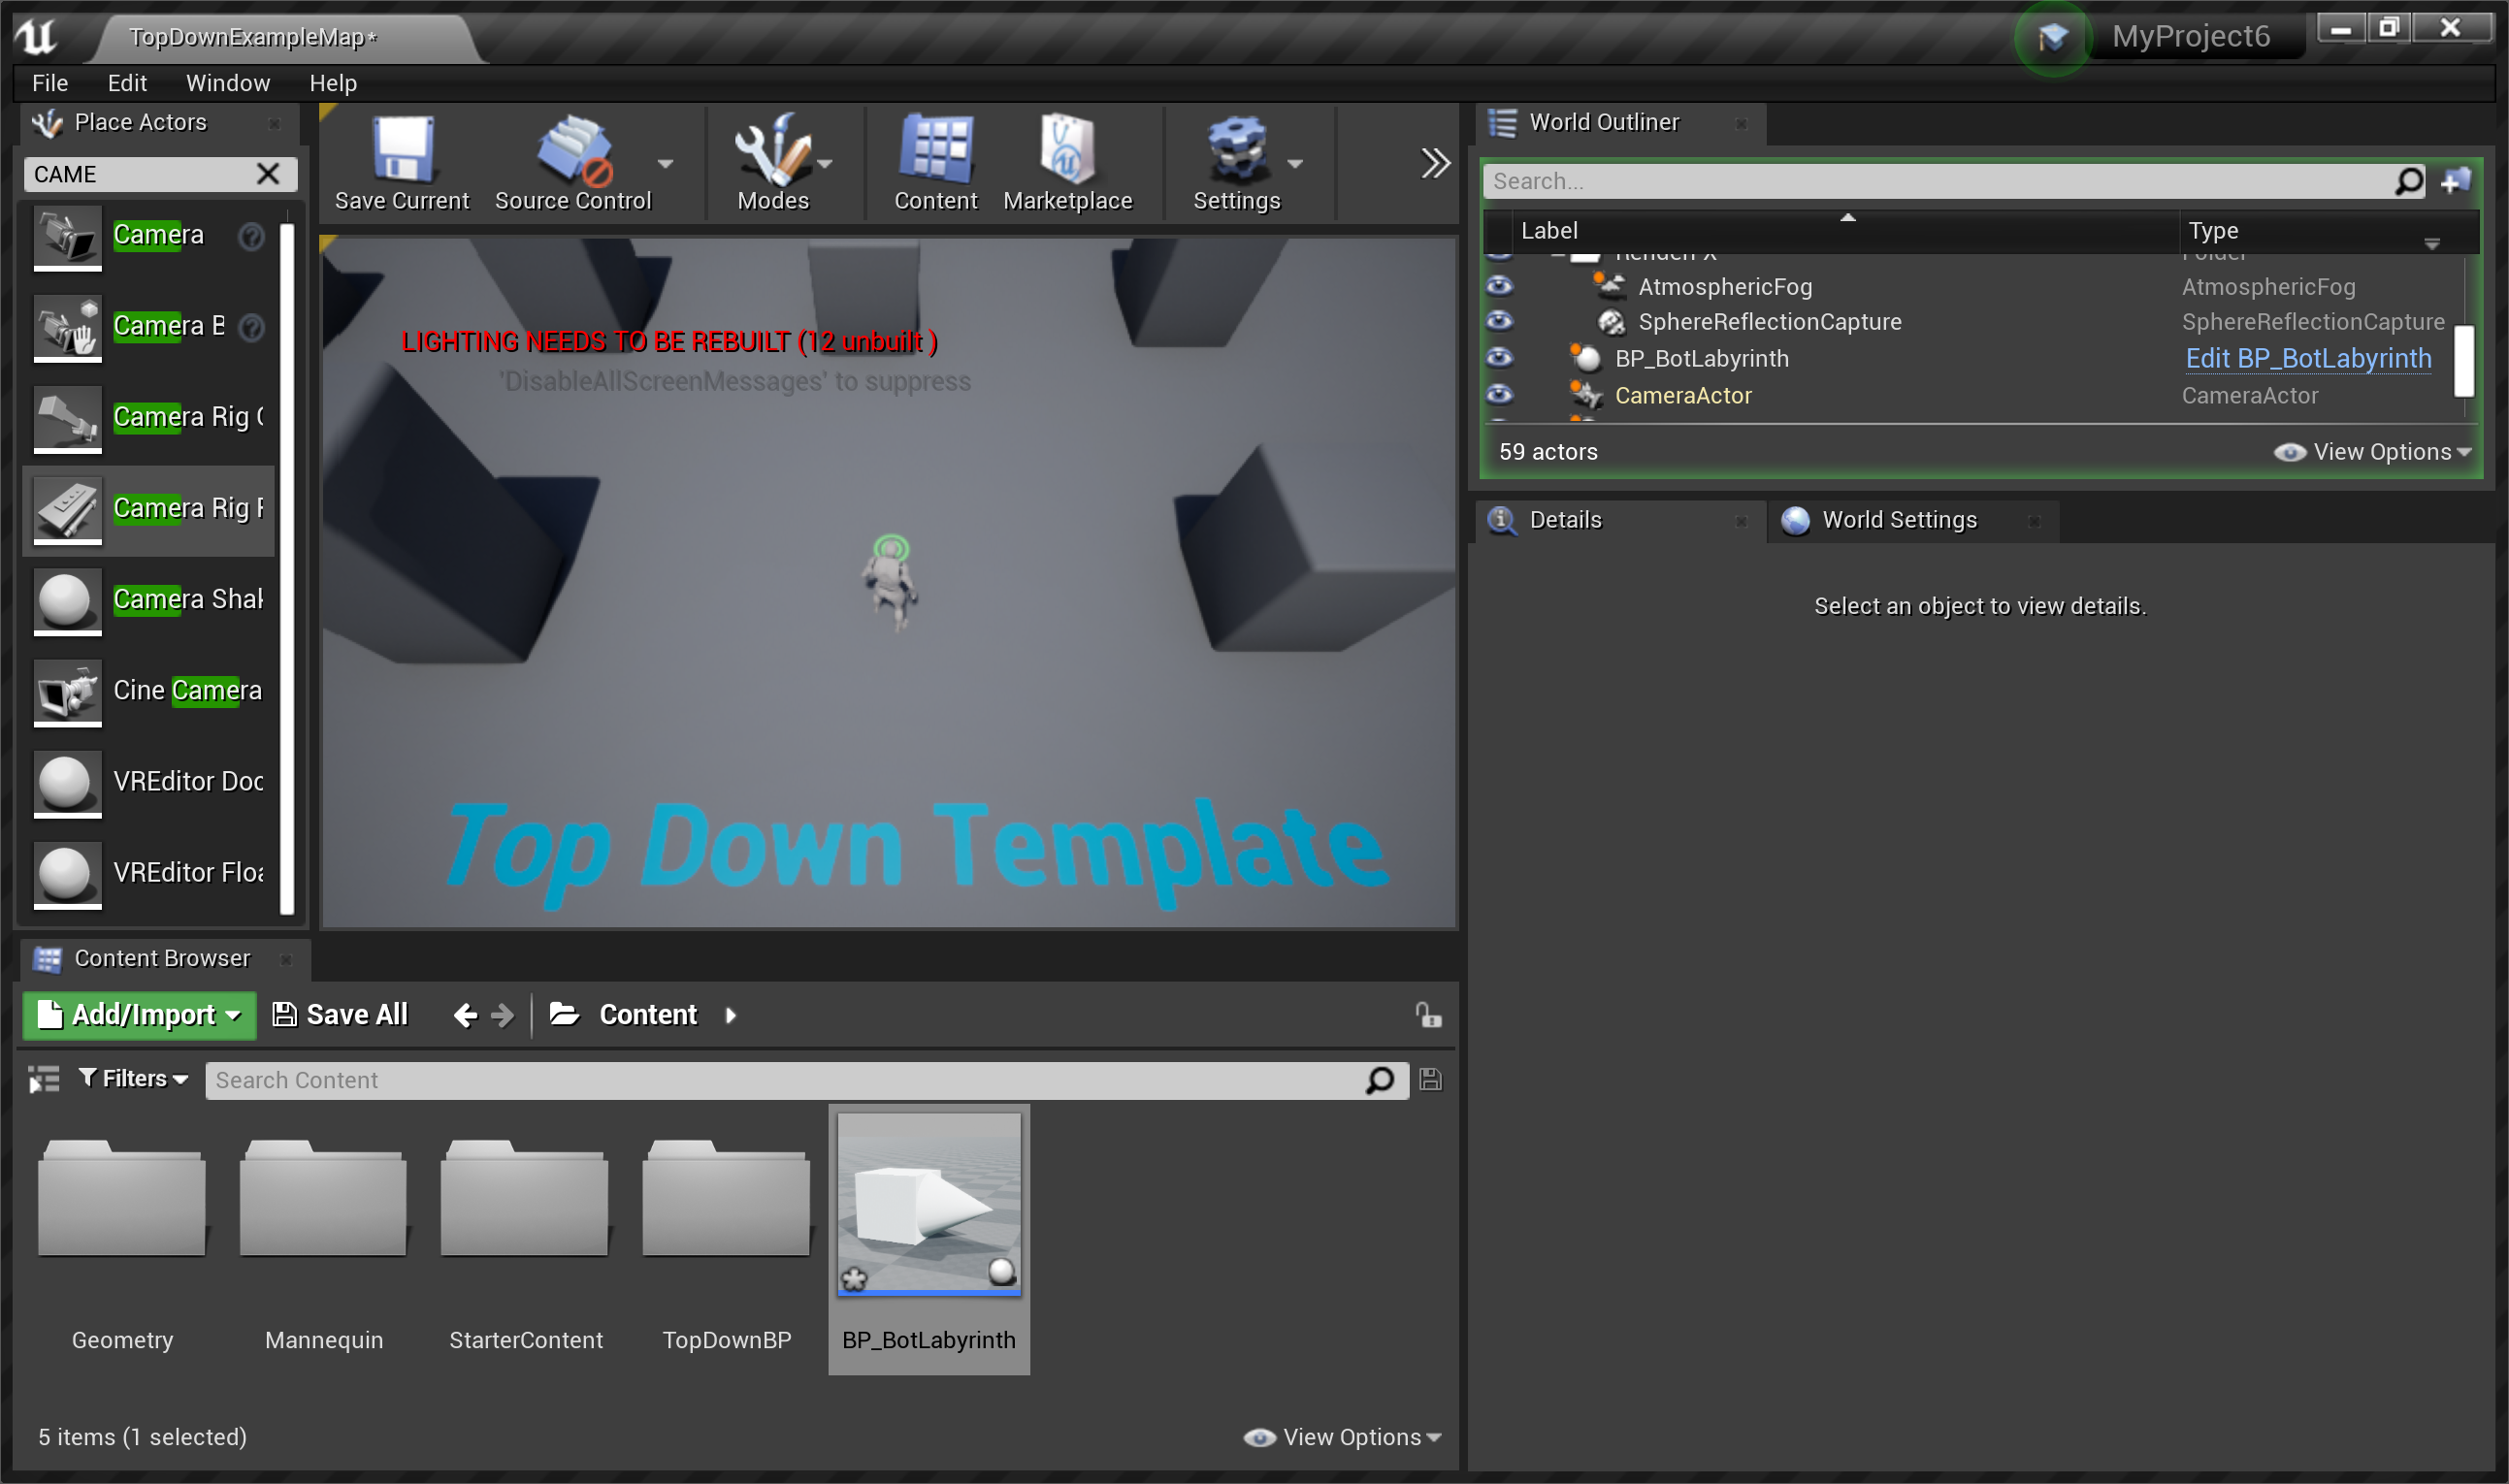 TopDownExampleMap*
MyProject6
File Edit Window Help
Place Actors
CAME
Camera
Camera B
Camera Rig
Camera Rig
Camera Shak
Cine Camera
VREditor Doc
VREditor Floa
Save Current
Source Control
Modes
Content
Marketplace
Settings
LIGHTING NEEDS TO BE REBUILT (12 unbuilt )
'DisableAllScreenMessages' to suppress
Top Down Template
World Outliner
Search...
Label Type
RenderFX Folder
AtmosphericFog AtmosphericFog
SphereReflectionCapture SphereReflectionCapture
BP_BotLabyrinth Edit BP_BotLabyrinth
CameraActor CameraActor
59 actors
View Options
Details
World Settings
Select an object to view details.
Content Browser
Add/Import Save All Content
Filters Search Content
Geometry
Mannequin
StarterContent
TopDownBP
BP_BotLabyrinth
5 items (1 selected)
View Options